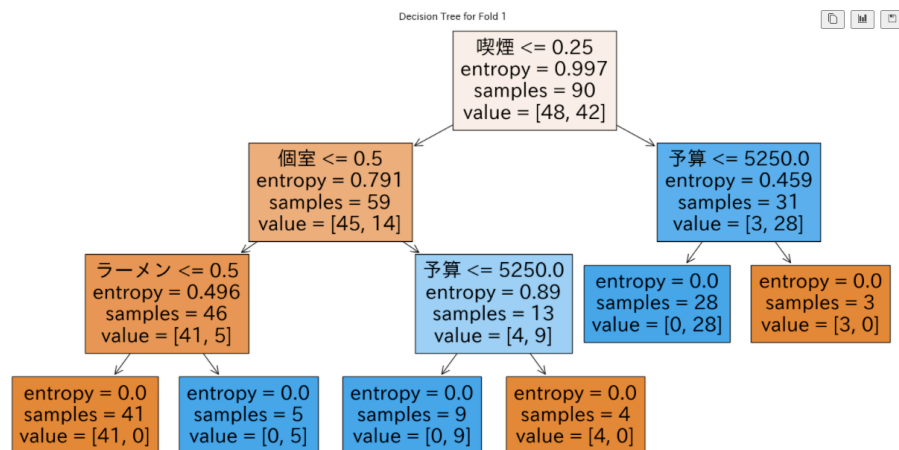 Decision Tree for Fold 1
喫煙 <= 0.25
entropy = 0.997
samples = 90
value = [48, 42]
個室 <= 0.5
entropy = 0.791
samples = 59
value = [45, 14]
予算 <= 5250.0
entropy = 0.459
samples = 31
value = [3, 28]
ラーメン <= 0.5
entropy = 0.496
samples = 46
value = [41, 5]
予算 <= 5250.0
entropy = 0.89
samples = 13
value = [4, 9]
entropy = 0.0
samples = 28
value = [0, 28]
entropy = 0.0
samples = 3
value = [3, 0]
entropy = 0.0
samples = 41
value = [41, 0]
entropy = 0.0
samples = 5
value = [0, 5]
entropy = 0.0
samples = 9
value = [0, 9]
entropy = 0.0
samples = 4
value = [4, 0]